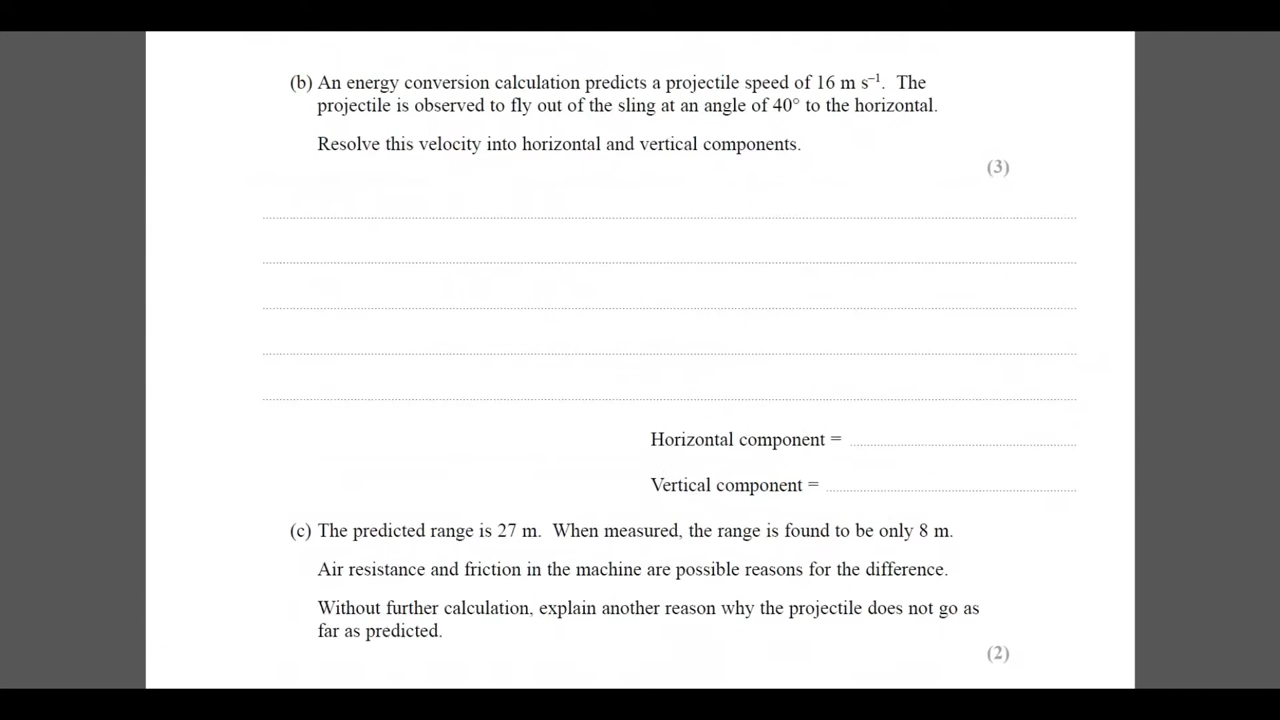 (b) An energy conversion calculation predicts a projectile speed of 16 m s⁻¹. The
projectile is observed to fly out of the sling at an angle of 40° to the horizontal.
Resolve this velocity into horizontal and vertical components.
(3)
Horizontal component =
Vertical component =
(c) The predicted range is 27 m. When measured, the range is found to be only 8 m.
Air resistance and friction in the machine are possible reasons for the difference.
Without further calculation, explain another reason why the projectile does not go as
far as predicted.
(2)